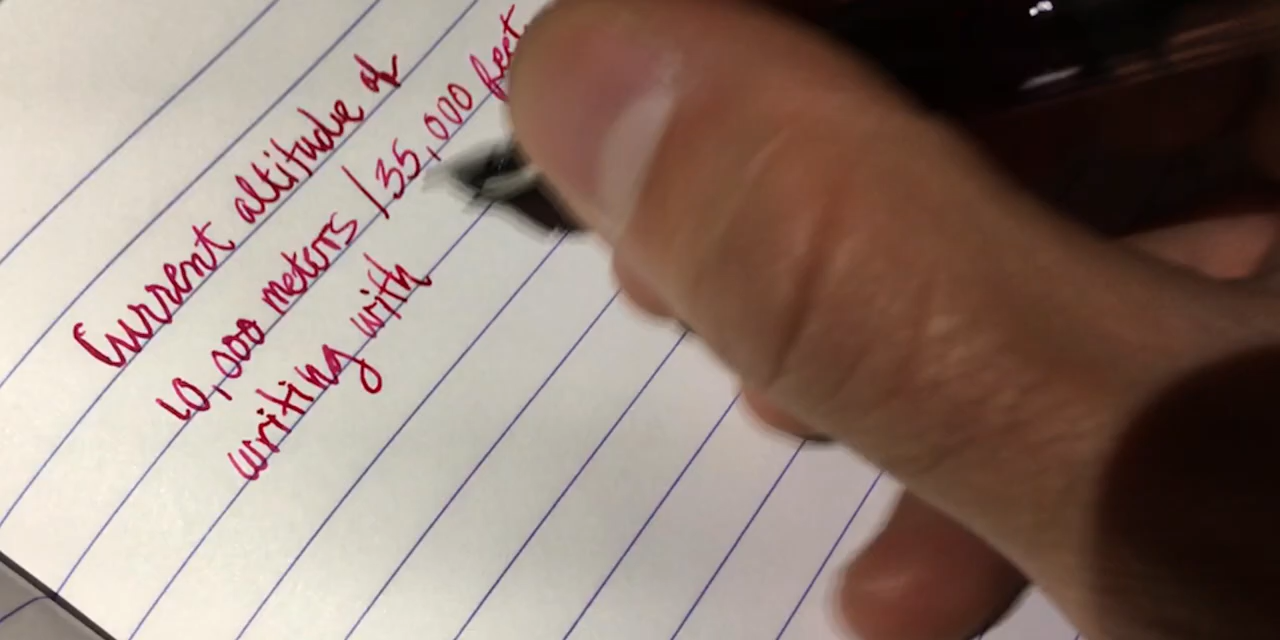 Current altitude of
10,000 meters / 35,000 feet
writing with